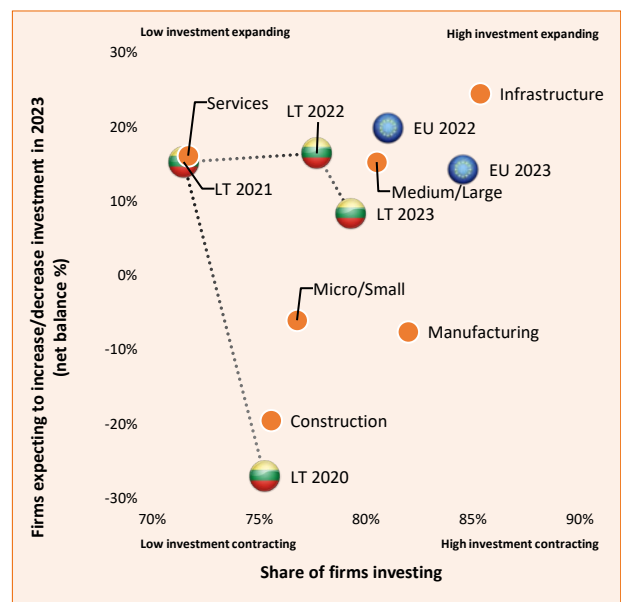 Low investment expanding
High investment expanding
Firms expecting to increase/decrease investment in 2023
(net balance %)
30%
20%
10%
0%
-10%
-20%
-30%
Services
LT 2022
Infrastructure
EU 2022
EU 2023
LT 2021
Medium/Large
LT 2023
Micro/Small
Manufacturing
Construction
LT 2020
70%
75%
80%
85%
90%
Low investment contracting
High investment contracting
Share of firms investing